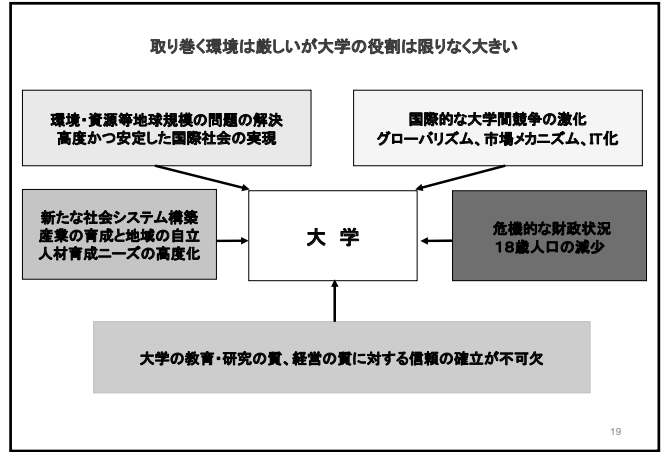 取り巻く環境は厳しいが大学の役割は限りなく大きい
環境・資源等地球規模の問題の解決
高度かつ安定した国際社会の実現
国際的な大学間競争の激化
グローバリズム、市場メカニズム、IT化
新たな社会システム構築
産業の育成と地域の自立
人材育成ニーズの高度化
大 学
危機的な財政状況
18歳人口の減少
大学の教育・研究の質、経営の質に対する信頼の確立が不可欠
19